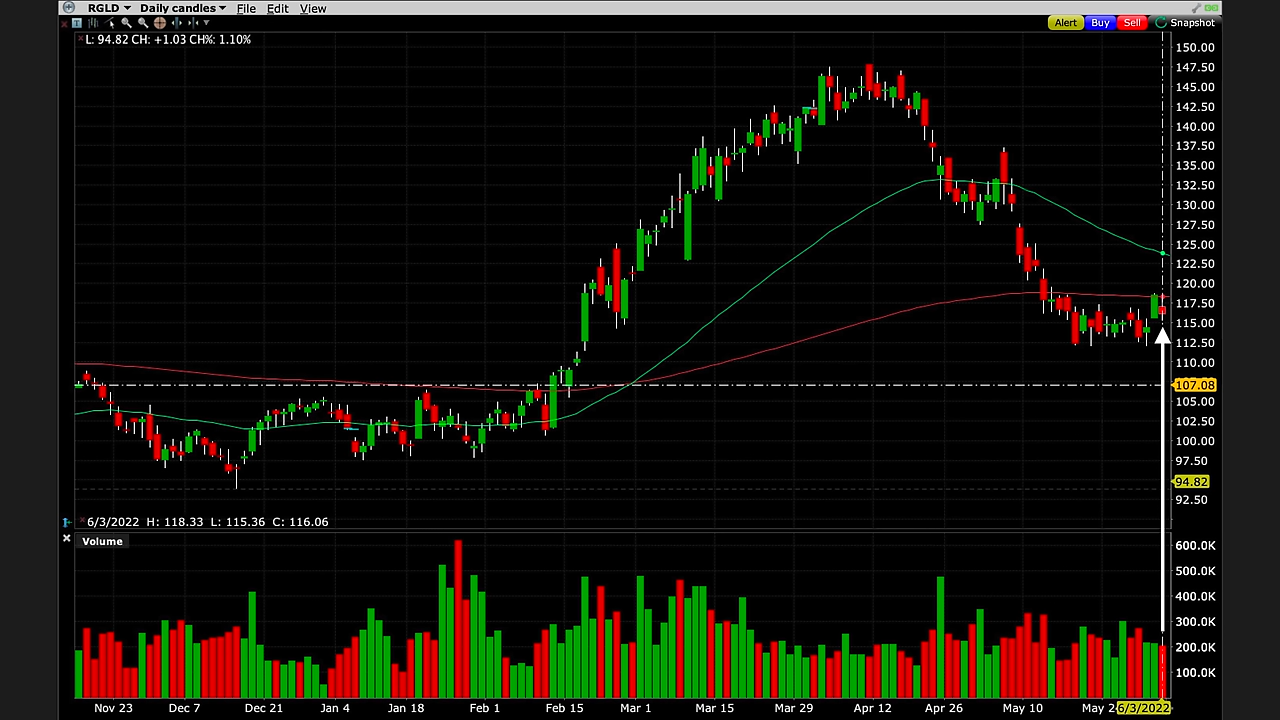 RGLD Daily candles File Edit View
Alert Buy Sell Snapshot
L: 94.82 CH: +1.03 CH%: 1.10%
150.00
147.50
145.00
142.50
140.00
137.50
135.00
132.50
130.00
127.50
125.00
122.50
120.00
117.50
115.00
112.50
110.00
107.08
105.00
102.50
100.00
97.50
94.82
92.50
6/3/2022 H: 118.33 L: 115.36 C: 116.06
Volume
600.0K
500.0K
400.0K
300.0K
200.0K
100.0K
Nov 23 Dec 7 Dec 21 Jan 4 Jan 18 Feb 1 Feb 15 Mar 1 Mar 15 Mar 29 Apr 12 Apr 26 May 10 May 2 6/3/2022